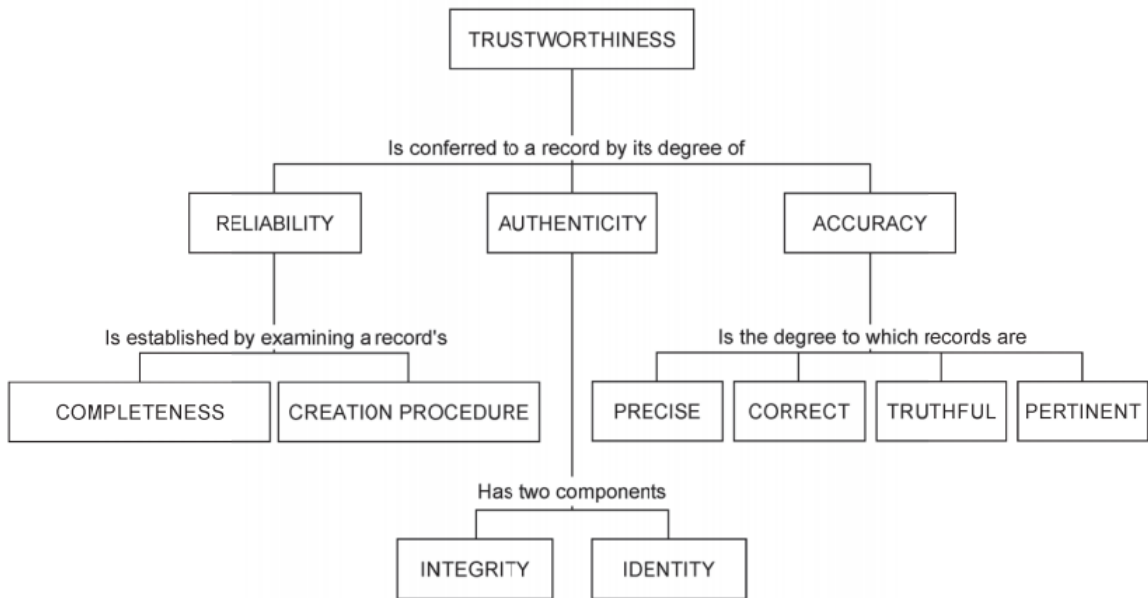 TRUSTWORTHINESS
Is conferred to a record by its degree of
RELIABILITY
AUTHENTICITY
ACCURACY
Is established by examining a record's
Is the degree to which records are
COMPLETENESS
CREATION PROCEDURE
PRECISE
CORRECT
TRUTHFUL
PERTINENT
Has two components
INTEGRITY
IDENTITY